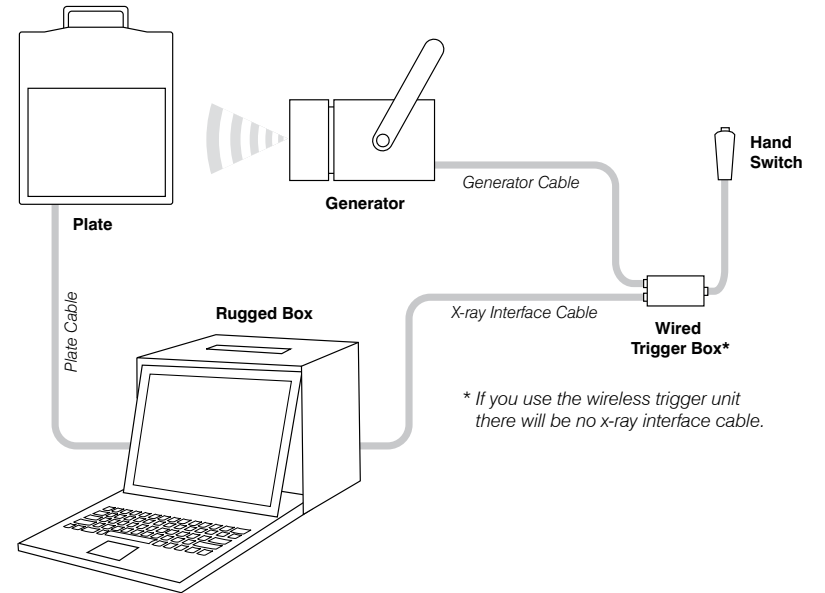 Hand
Switch
Generator Cable
Generator
Plate
Plate Cable
Rugged Box
X-ray Interface Cable
Wired
Trigger Box*
* If you use the wireless trigger unit
there will be no x-ray interface cable.